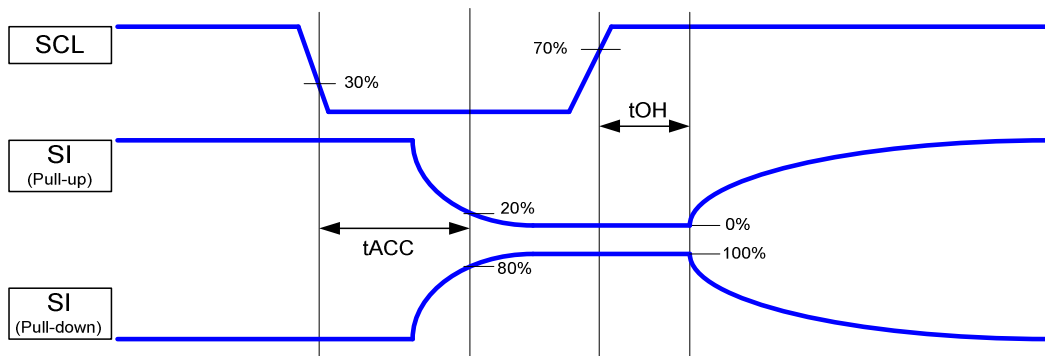 SCL
30%
70%
tOH
SI
(Pull-up)
20%
0%
tACC
80%
100%
SI
(Pull-down)